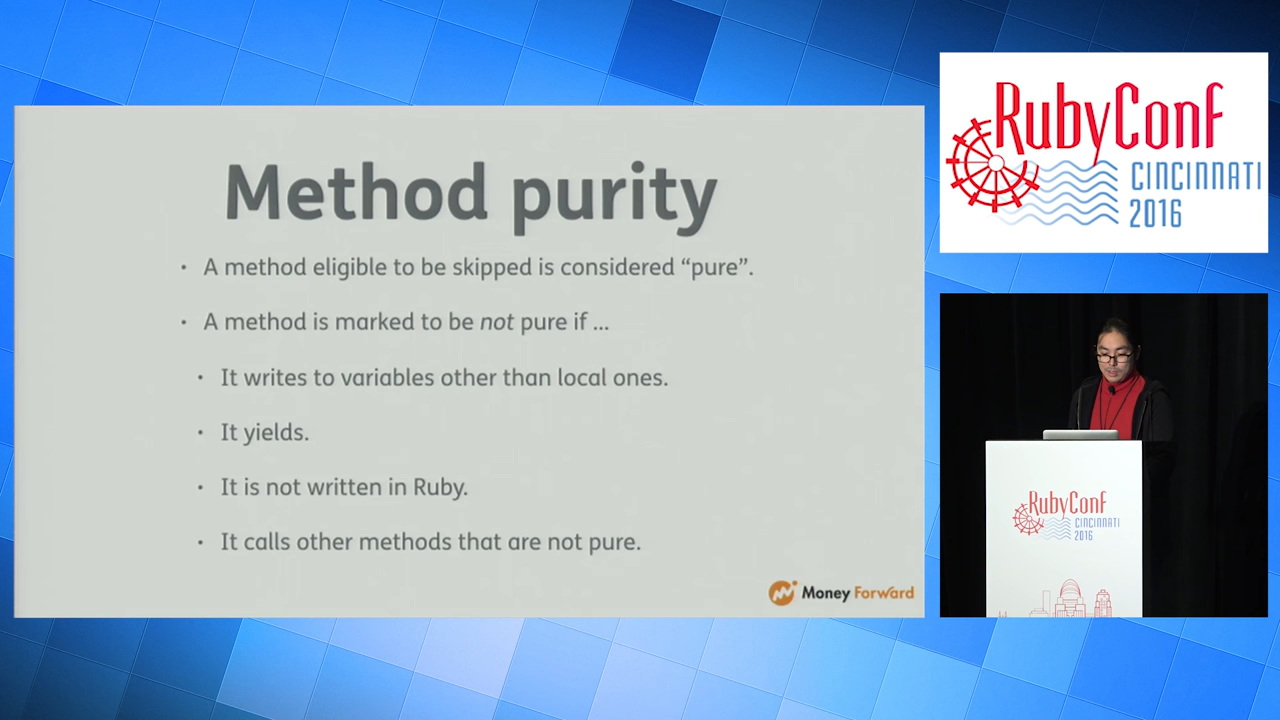 Method purity
• A method eligible to be skipped is considered “pure”.
• A method is marked to be not pure if ...
• It writes to variables other than local ones.
• It yields.
• It is not written in Ruby.
• It calls other methods that are not pure.
Money Forward
RubyConf
CINCINNATI
2016
RubyConf
CINCINNATI
2016